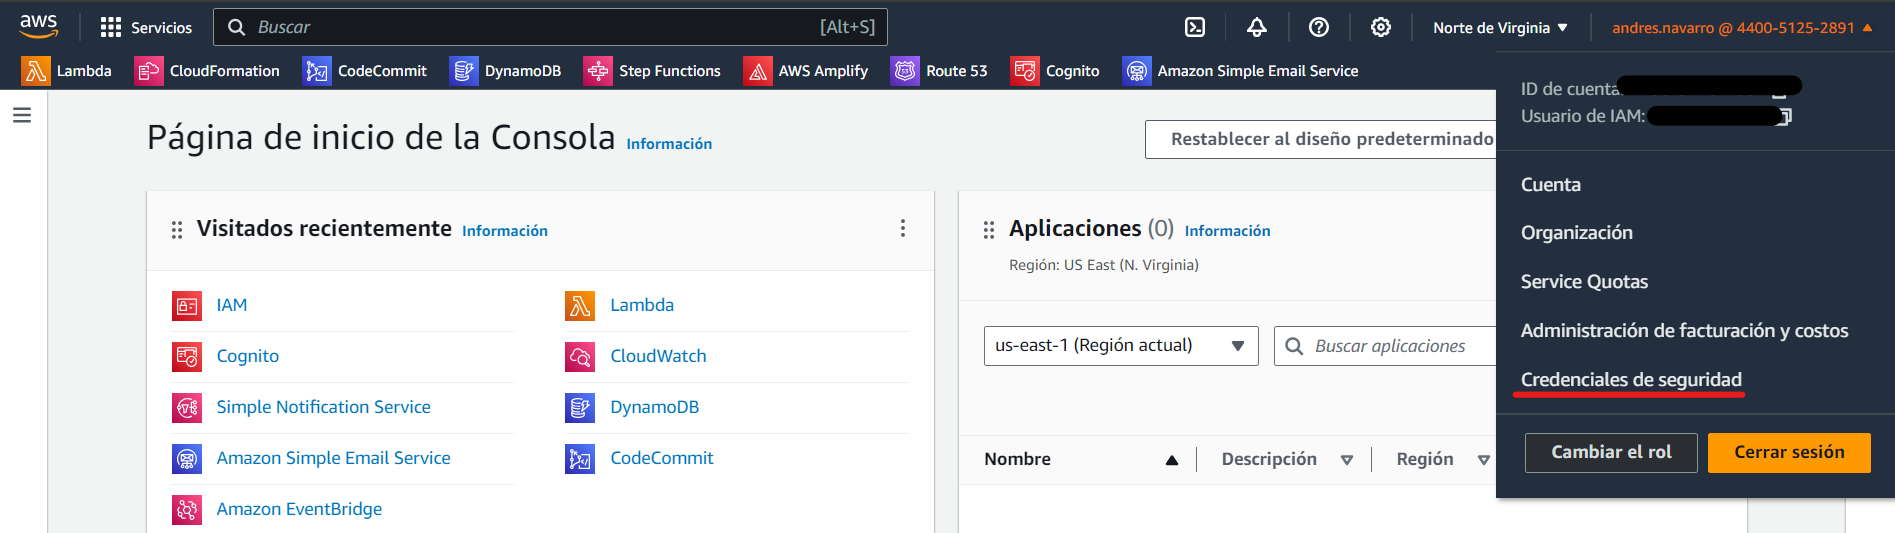 aws
Servicios
Buscar
[Alt+S]
Norte de Virginia
andres.navarro @ 4400-5125-2891
Lambda
CloudFormation
CodeCommit
DynamoDB
Step Functions
AWS Amplify
Route 53
Cognito
Amazon Simple Email Service
ID de cuenta:
Usuario de IAM:
Cuenta
Organización
Service Quotas
Administración de facturación y costos
Credenciales de seguridad
Cambiar el rol
Cerrar sesión
Página de inicio de la Consola
Información
Restablecer al diseño predeterminado
Visitados recientemente
Información
IAM
Cognito
Simple Notification Service
Amazon Simple Email Service
Amazon EventBridge
Lambda
CloudWatch
DynamoDB
CodeCommit
Aplicaciones (0)
Información
Región: US East (N. Virginia)
us-east-1 (Región actual)
Buscar aplicaciones
Nombre
Descripción
Región